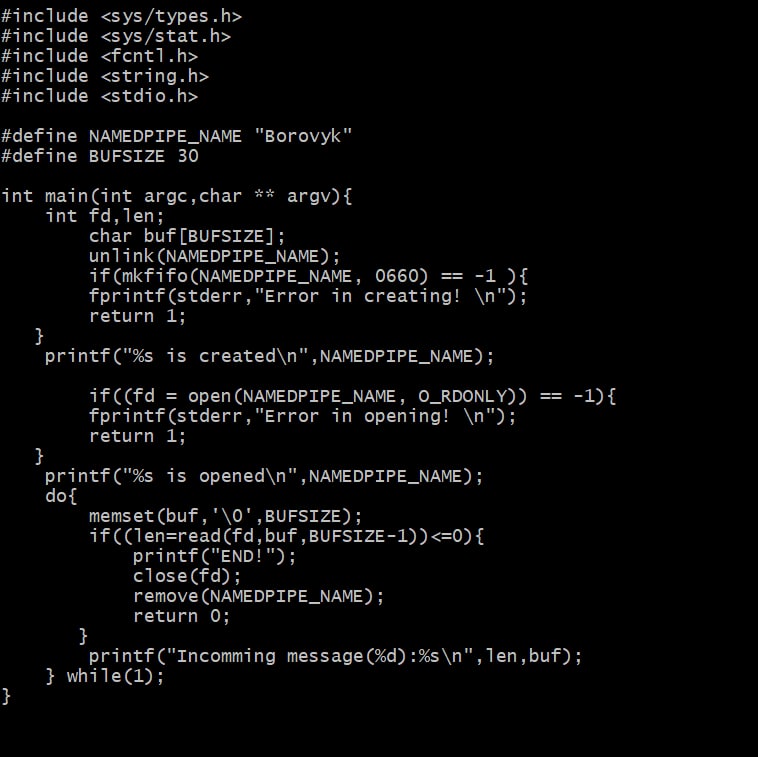 #include <sys/types.h>
#include <sys/stat.h>
#include <fcntl.h>
#include <string.h>
#include <stdio.h>

#define NAMEDPIPE_NAME "Borovyk"
#define BUFSIZE 30

int main(int argc,char ** argv){
    int fd,len;
        char buf[BUFSIZE];
        unlink(NAMEDPIPE_NAME);
        if(mkfifo(NAMEDPIPE_NAME, 0660) == -1 ){
        fprintf(stderr,"Error in creating! \n");
        return 1;
   }
    printf("%s is created\n",NAMEDPIPE_NAME);

        if((fd = open(NAMEDPIPE_NAME, O_RDONLY)) == -1){
        fprintf(stderr,"Error in opening! \n");
        return 1;
   }
    printf("%s is opened\n",NAMEDPIPE_NAME);
    do{
        memset(buf,'\0',BUFSIZE);
        if((len=read(fd,buf,BUFSIZE-1))<=0){
            printf("END!");
            close(fd);
            remove(NAMEDPIPE_NAME);
            return 0;
       }
        printf("Incomming message(%d):%s\n",len,buf);
    } while(1);
}